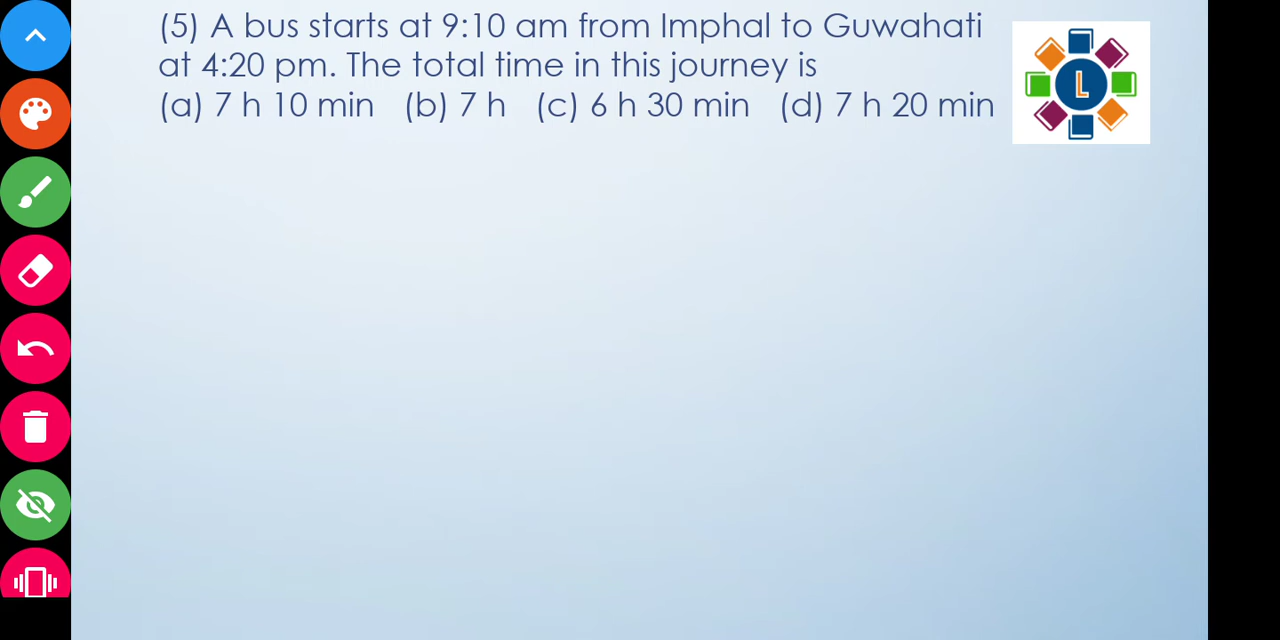 (5) A bus starts at 9:10 am from Imphal to Guwahati
at 4:20 pm. The total time in this journey is
(a) 7 h 10 min (b) 7 h (c) 6 h 30 min (d) 7 h 20 min
L